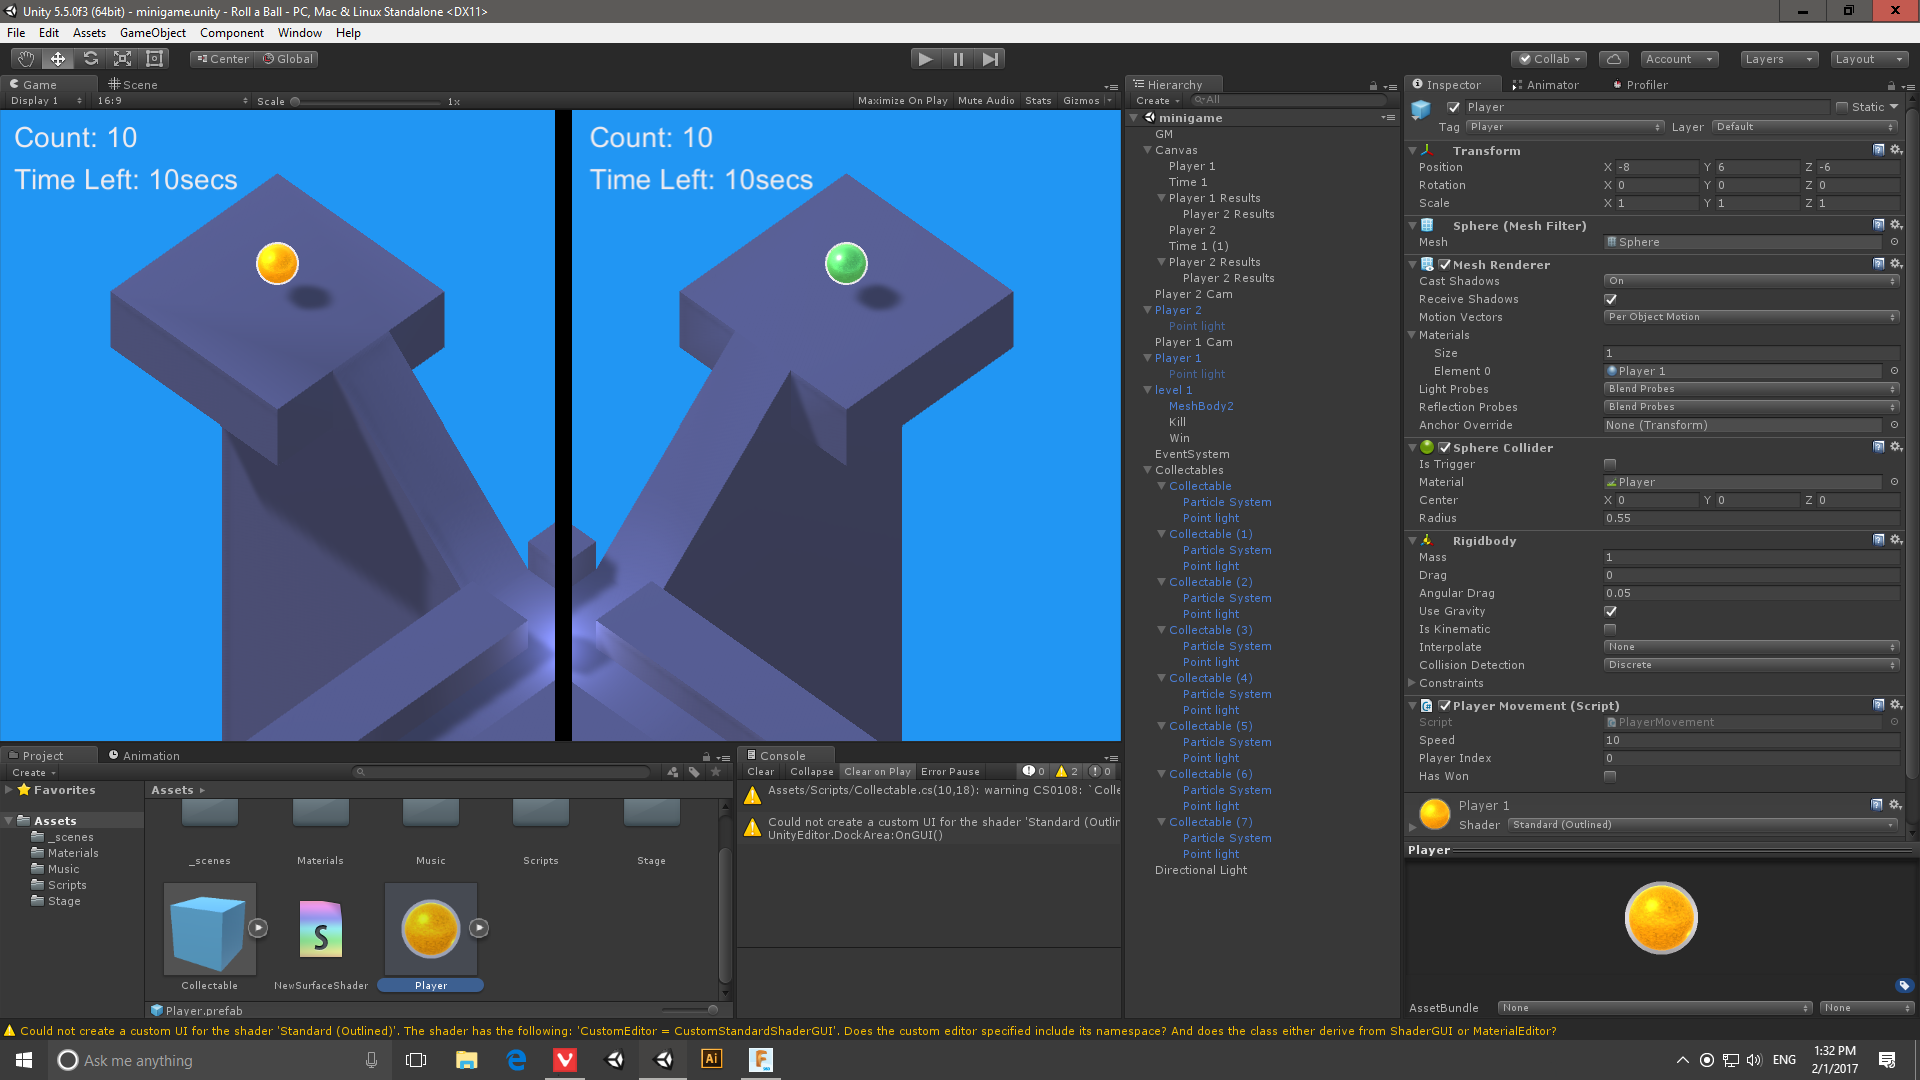 Unity 5.5.0f3 (64bit) - minigame.unity - Roll a Ball - PC, Mac & Linux Standalone <DX11>
File Edit Assets GameObject Component Window Help
Center Global
Collab Account Layers Layout
Game Scene
Display 1 16:9 Scale 1x Maximize On Play Mute Audio Stats Gizmos
Count: 10
Time Left: 10secs
Count: 10
Time Left: 10secs
Hierarchy
Create All
minigame
GM
Canvas
Player 1
Time 1
Player 1 Results
Player 2 Results
Player 2
Time 1 (1)
Player 2 Results
Player 2 Results
Player 2 Cam
Player 2
Point light
Player 1 Cam
Player 1
Point light
level 1
MeshBody2
Kill
Win
EventSystem
Collectables
Collectable
Particle System
Point light
Collectable (1)
Particle System
Point light
Collectable (2)
Particle System
Point light
Collectable (3)
Particle System
Point light
Collectable (4)
Particle System
Point light
Collectable (5)
Particle System
Point light
Collectable (6)
Particle System
Point light
Collectable (7)
Particle System
Point light
Directional Light
Inspector Animator Profiler
Player Static
Tag Player Layer Default
Transform
Position X -8 Y 6 Z -6
Rotation X 0 Y 0 Z 0
Scale X 1 Y 1 Z 1
Sphere (Mesh Filter)
Mesh Sphere
Mesh Renderer
Cast Shadows On
Receive Shadows
Motion Vectors Per Object Motion
Materials
Size 1
Element 0 Player 1
Light Probes Blend Probes
Reflection Probes Blend Probes
Anchor Override None (Transform)
Sphere Collider
Is Trigger
Material Player
Center X 0 Y 0 Z 0
Radius 0.55
Rigidbody
Mass 1
Drag 0
Angular Drag 0.05
Use Gravity
Is Kinematic
Interpolate None
Collision Detection Discrete
Constraints
Player Movement (Script)
Script PlayerMovement
Speed 10
Player Index 0
Has Won
Player 1
Shader Standard (Outlined)
Player
AssetBundle None None
Project Animation
Create
Favorites
Assets
_scenes
Materials
Music
Scripts
Stage
Assets
_scenes Materials Music Scripts Stage
S
Collectable NewSurfaceShader Player
Player.prefab
Console
Clear Collapse Clear on Play Error Pause 0 2 0
Assets/Scripts/Collectable.cs(10,18): warning CS0108: `Colle
Could not create a custom UI for the shader 'Standard (Outlin
UnityEditor.DockArea:OnGUI()
Could not create a custom UI for the shader 'Standard (Outlined)'. The shader has the following: 'CustomEditor = CustomStandardShaderGUI'. Does the custom editor specified include its namespace? And does the class either derive from ShaderGUI or MaterialEditor?
Ask me anything
Ai
F
ENG
1:32 PM
2/1/2017